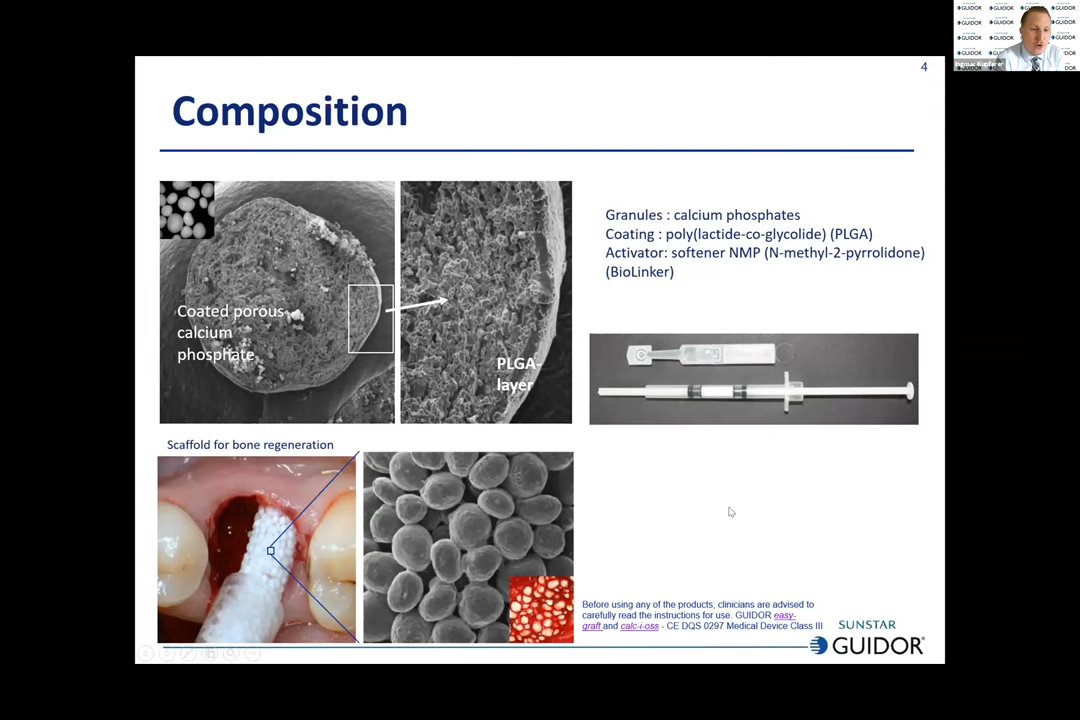 4
Composition
Coated porous
calcium
phosphate
PLGA-
layer
Granules : calcium phosphates
Coating : poly(lactide-co-glycolide) (PLGA)
Activator: softener NMP (N-methyl-2-pyrrolidone)
(BioLinker)
Scaffold for bone regeneration
Before using any of the products, clinicians are advised to
carefully read the instructions for use. GUIDOR easy-
graft and calc-i-oss - CE DQS 0297 Medical Device Class III
SUNSTAR
GUIDOR®
GUIDOR
GUIDOR